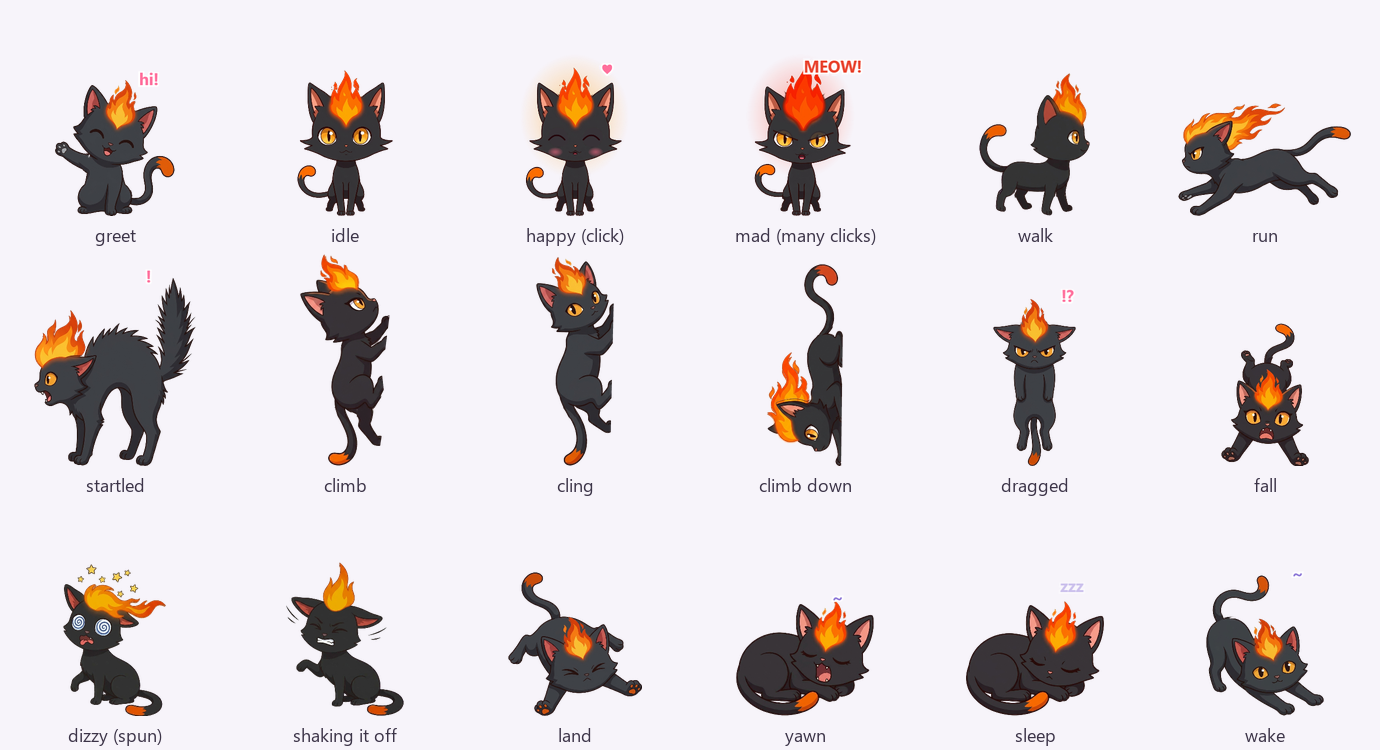 hi!
MEOW!
greet
idle
happy (click)
mad (many clicks)
walk
run
!
!?
startled
climb
cling
climb down
dragged
fall
~
zzz
~
dizzy (spun)
shaking it off
land
yawn
sleep
wake